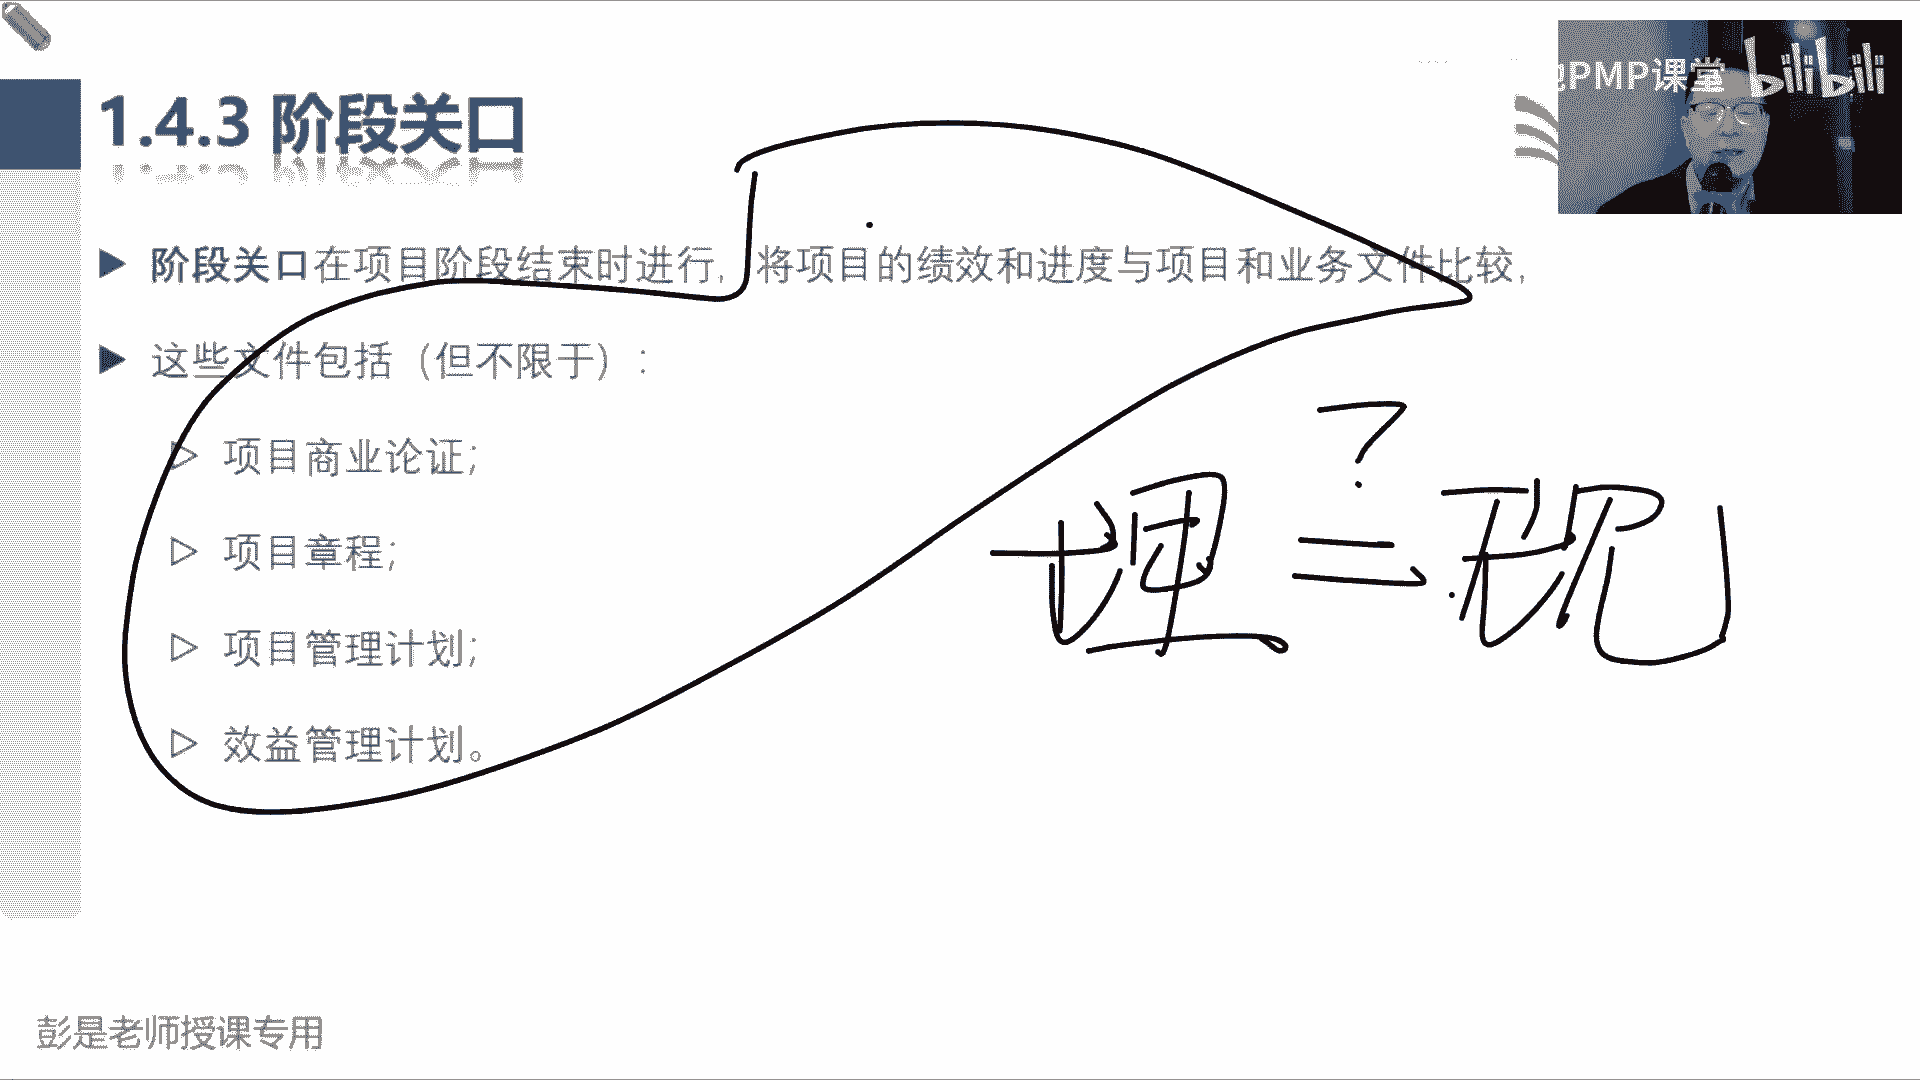 1.4.3 阶段关口
阶段关口在项目阶段结束时进行，将项目的绩效和进度与项目和业务文件比较，
这些文件包括（但不限于）：
项目商业论证；
项目章程；
项目管理计划；
效益管理计划。
理 = 现
?
彭是老师授课专用
PMP课堂 bilibili